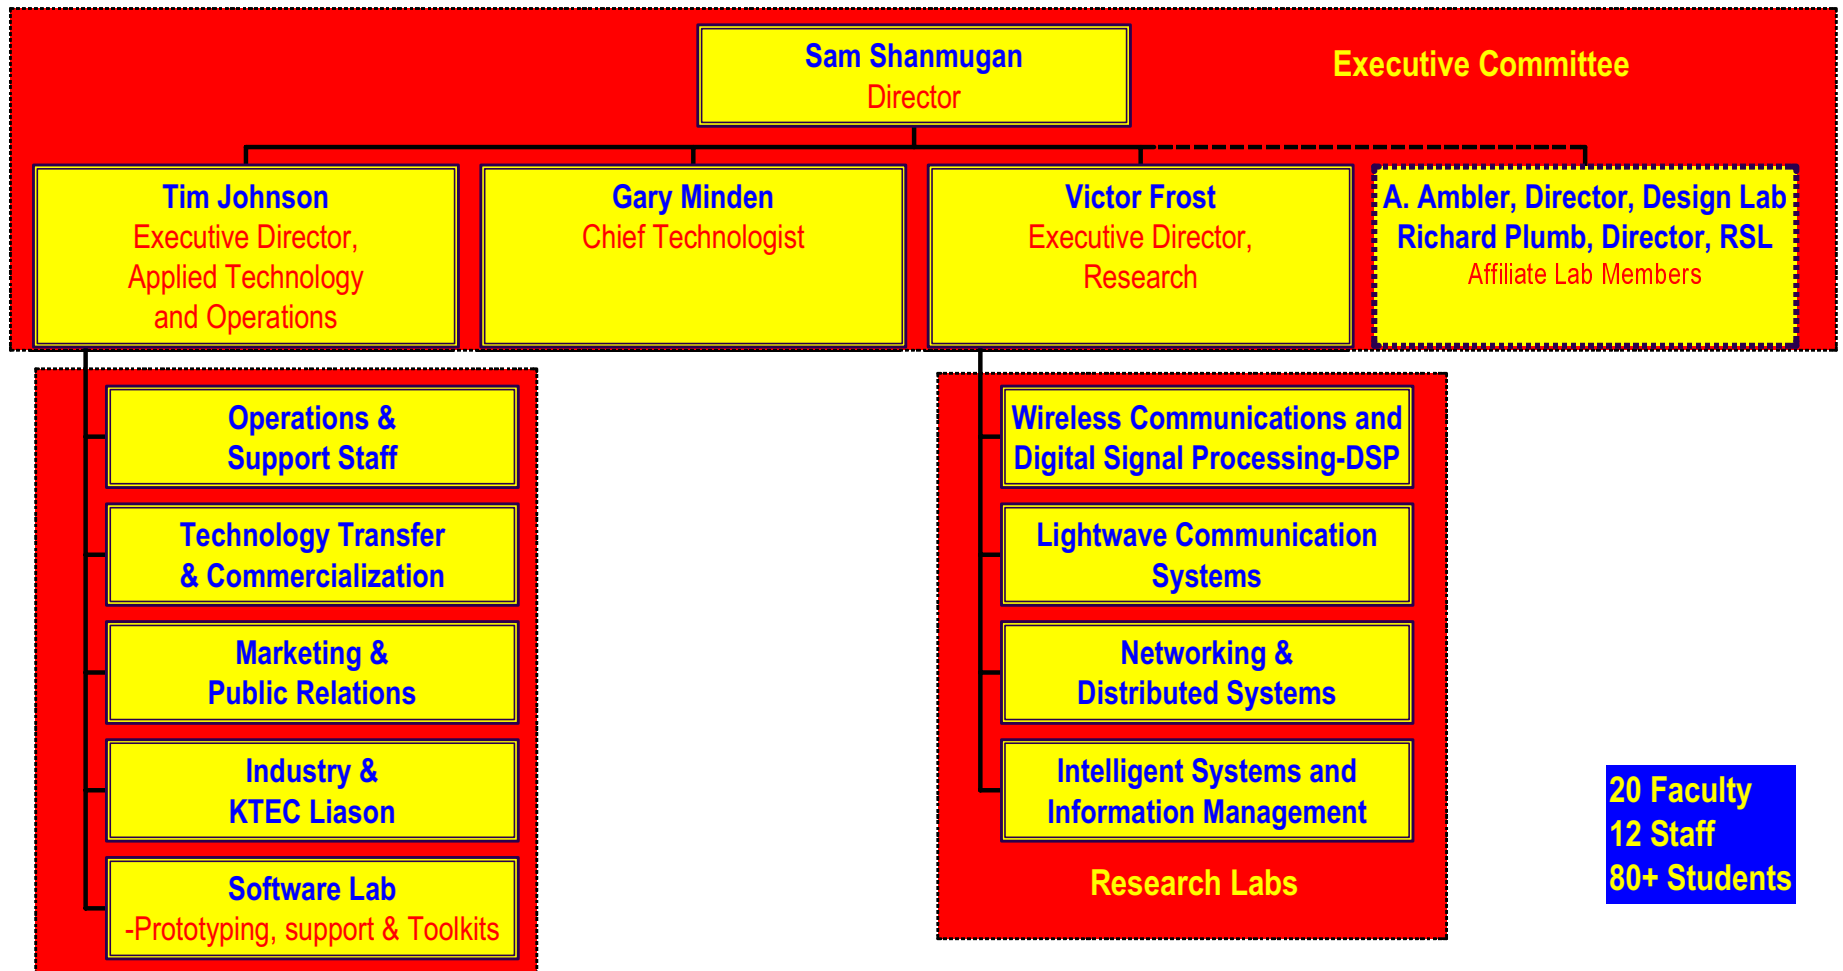 Sam Shanmugan
Director
Executive Committee
Tim Johnson
Executive Director,
Applied Technology
and Operations
Gary Minden
Chief Technologist
Victor Frost
Executive Director,
Research
A. Ambler, Director, Design Lab
Richard Plumb, Director, RSL
Affiliate Lab Members
Operations &
Support Staff
Technology Transfer
& Commercialization
Marketing &
Public Relations
Industry &
KTEC Liason
Software Lab
-Prototyping, support & Toolkits
Wireless Communications and
Digital Signal Processing-DSP
Lightwave Communication
Systems
Networking &
Distributed Systems
Intelligent Systems and
Information Management
Research Labs
20 Faculty
12 Staff
80+ Students